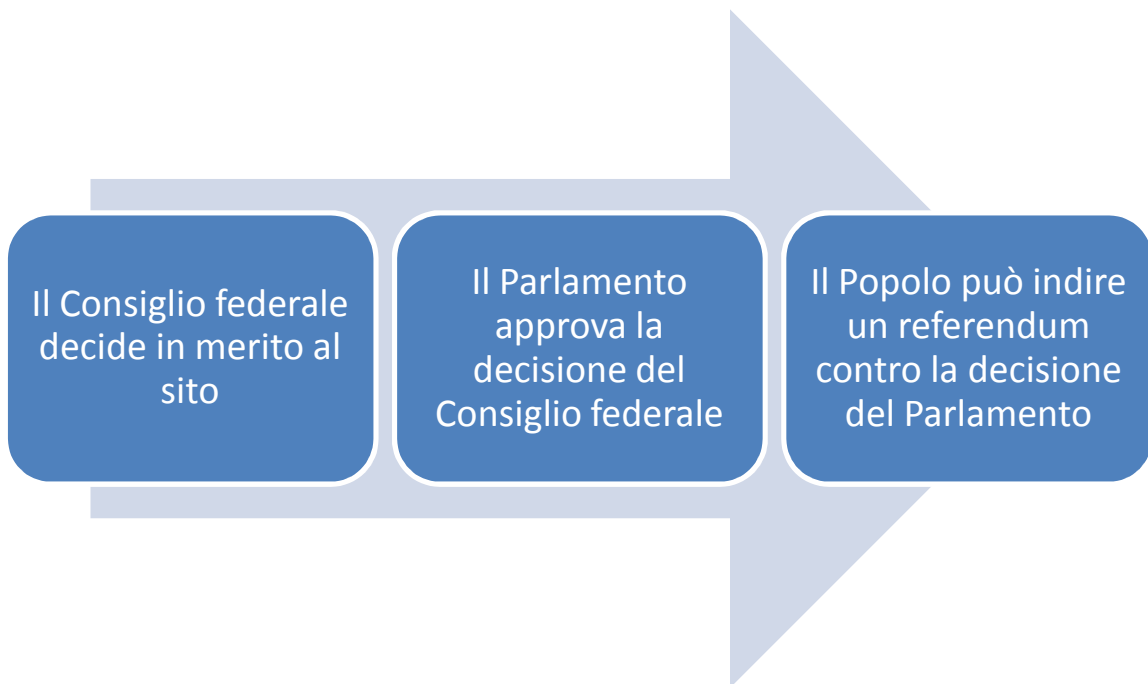 Il Consiglio federale
decide in merito al
sito
Il Parlamento
approva la
decisione del
Consiglio federale
Il Popolo può indire
un referendum
contro la decisione
del Parlamento